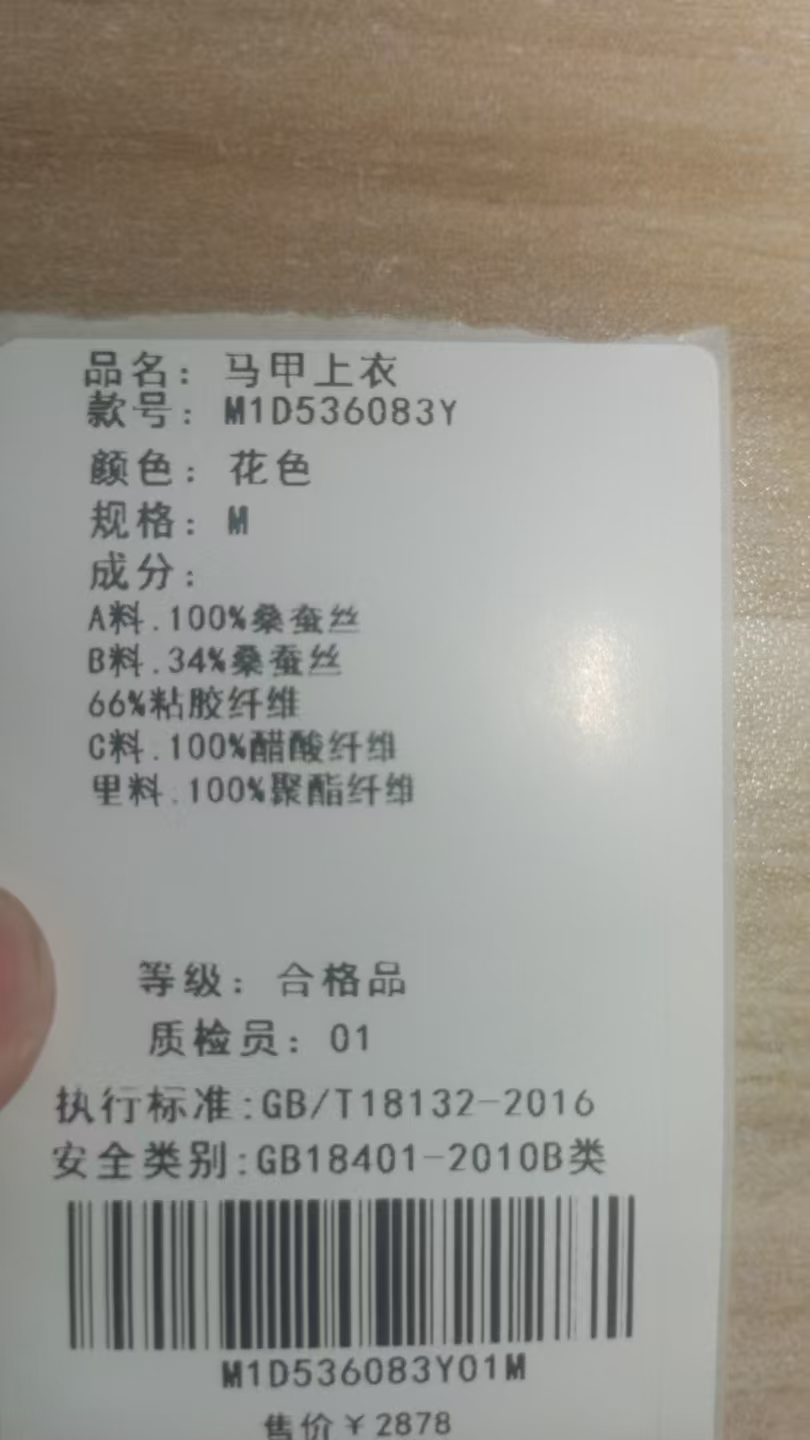 品名：马甲上衣
款号：M1D536083Y
颜色：花色
规格：M
成分：
A料.100%桑蚕丝
B料.34%桑蚕丝
66%粘胶纤维
C料.100%醋酸纤维
里料.100%聚酯纤维
等级：合格品
质检员：01
执行标准:GB/T18132-2016
安全类别:GB18401-2010B类
M1D536083Y01M
售价￥2878